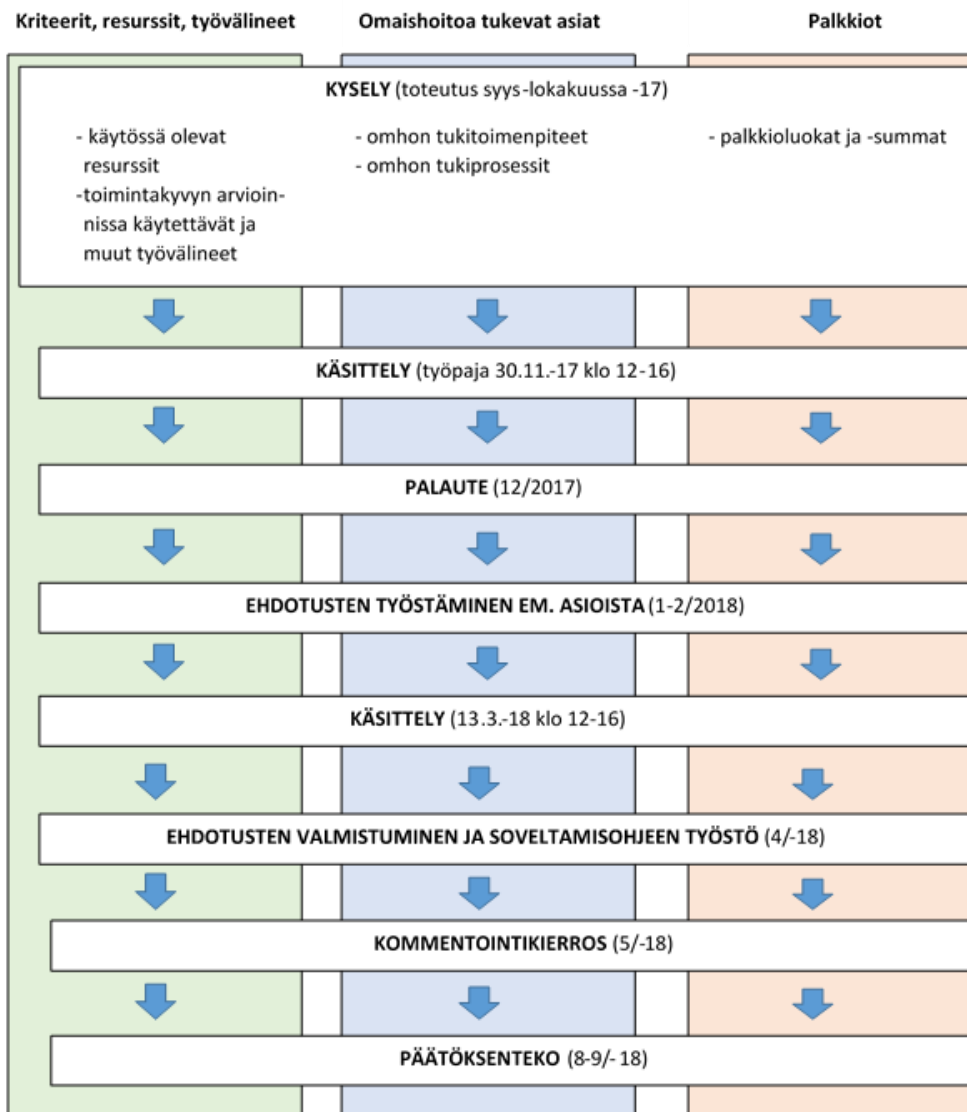 Kriteerit, resurssit, työvälineet
Omaishoitoa tukevat asiat
Palkkiot
KYSELY (toteutus syys-lokakuussa -17)
- käytössä olevat
resurssit
-toimintakyvyn arvioin-
nissa käytettävät ja
muut työvälineet
- omhon tukitoimenpiteet
- omhon tukiprosessit
- palkkioluokat ja -summat
KÄSITTELY (työpaja 30.11.-17 klo 12-16)
PALAUTE (12/2017)
EHDOTUSTEN TYÖSTÄMINEN EM. ASIOISTA (1-2/2018)
KÄSITTELY (13.3.-18 klo 12-16)
EHDOTUSTEN VALMISTUMINEN JA SOVELTAMISOHJEEN TYÖSTÖ (4/-18)
KOMMENTOINTIKIERROS (5/-18)
PÄÄTÖKSENTEKO (8-9/-18)